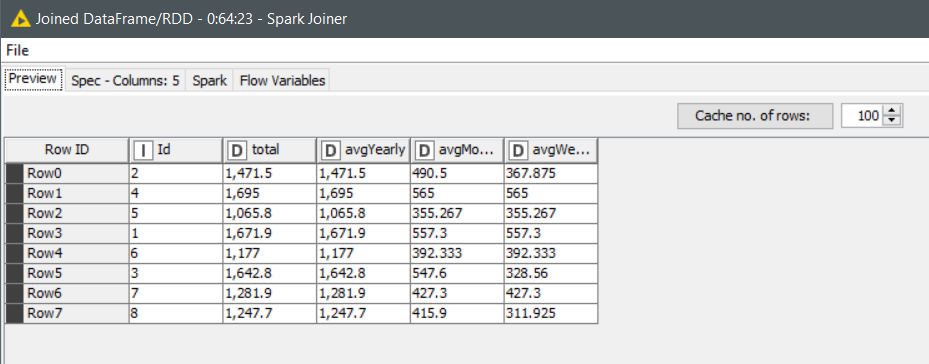 Joined DataFrame/RDD - 0:64:23 - Spark Joiner
File
Preview Spec - Columns: 5 Spark Flow Variables
Cache no. of rows: 100
Row ID I Id D total D avgYearly D avgMo... D avgWe...
Row0 2 1,471.5 1,471.5 490.5 367.875
Row1 4 1,695 1,695 565 565
Row2 5 1,065.8 1,065.8 355.267 355.267
Row3 1 1,671.9 1,671.9 557.3 557.3
Row4 6 1,177 1,177 392.333 392.333
Row5 3 1,642.8 1,642.8 547.6 328.56
Row6 7 1,281.9 1,281.9 427.3 427.3
Row7 8 1,247.7 1,247.7 415.9 311.925